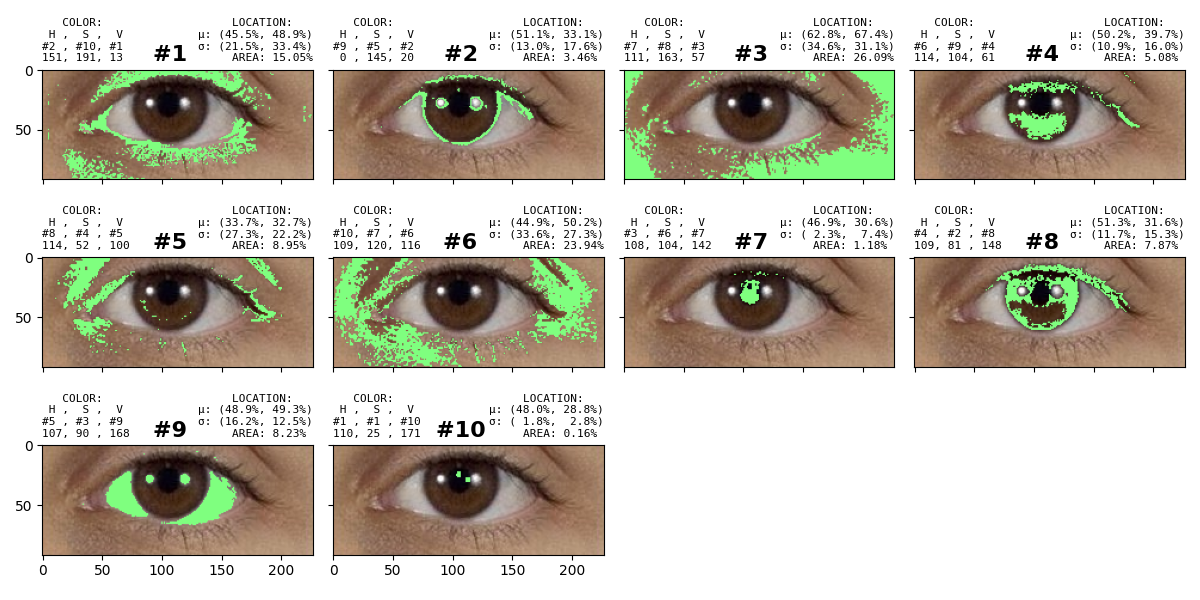 COLOR: LOCATION:
H , S , V μ: (45.5%, 48.9%)
#2 , #10, #1 #1 σ: (21.5%, 33.4%)
151, 191, 13 AREA: 15.05%
COLOR: LOCATION:
H , S , V μ: (51.1%, 33.1%)
#9 , #5 , #2 #2 σ: (13.0%, 17.6%)
0 , 145, 20 AREA: 3.46%
COLOR: LOCATION:
H , S , V μ: (62.8%, 67.4%)
#7 , #8 , #3 #3 σ: (34.6%, 31.1%)
111, 163, 57 AREA: 26.09%
COLOR: LOCATION:
H , S , V μ: (50.2%, 39.7%)
#6 , #9 , #4 #4 σ: (10.9%, 16.0%)
114, 104, 61 AREA: 5.08%
0
50
COLOR: LOCATION:
H , S , V μ: (33.7%, 32.7%)
#8 , #4 , #5 #5 σ: (27.3%, 22.2%)
114, 52 , 100 AREA: 8.95%
COLOR: LOCATION:
H , S , V μ: (44.9%, 50.2%)
#10, #7 , #6 #6 σ: (33.6%, 27.3%)
109, 120, 116 AREA: 23.94%
COLOR: LOCATION:
H , S , V μ: (46.9%, 30.6%)
#3 , #6 , #7 #7 σ: ( 2.3%,  7.4%)
108, 104, 142 AREA: 1.18%
COLOR: LOCATION:
H , S , V μ: (51.3%, 31.6%)
#4 , #2 , #8 #8 σ: (11.7%, 15.3%)
109, 81 , 148 AREA: 7.87%
0
50
COLOR: LOCATION:
H , S , V μ: (48.9%, 49.3%)
#5 , #3 , #9 #9 σ: (16.2%, 12.5%)
107, 90 , 168 AREA: 8.23%
COLOR: LOCATION:
H , S , V μ: (48.0%, 28.8%)
#1 , #1 , #10 #10 σ: ( 1.8%,  2.8%)
110, 25 , 171 AREA: 0.16%
0
50
0 50 100 150 200
0 50 100 150 200